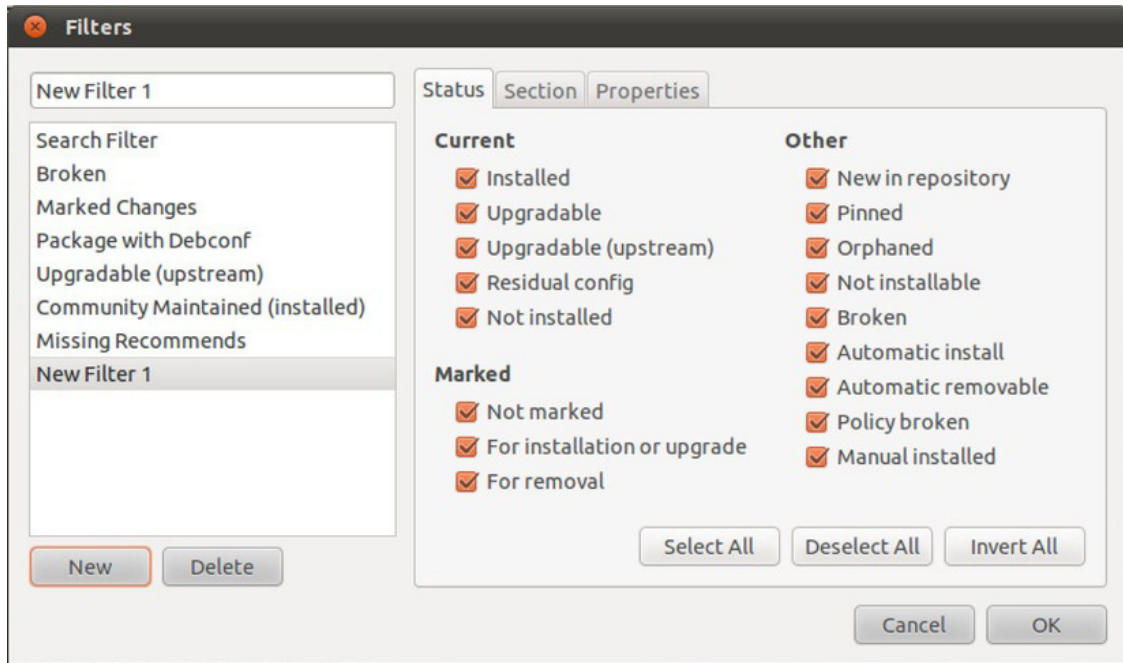 Filters
New Filter 1
Search Filter
Broken
Marked Changes
Package with Debconf
Upgradable (upstream)
Community Maintained (installed)
Missing Recommends
New Filter 1
New
Delete
Status
Section
Properties
Current
Installed
Upgradable
Upgradable (upstream)
Residual config
Not installed
Marked
Not marked
For installation or upgrade
For removal
Other
New in repository
Pinned
Orphaned
Not installable
Broken
Automatic install
Automatic removable
Policy broken
Manual installed
Select All
Deselect All
Invert All
Cancel
OK